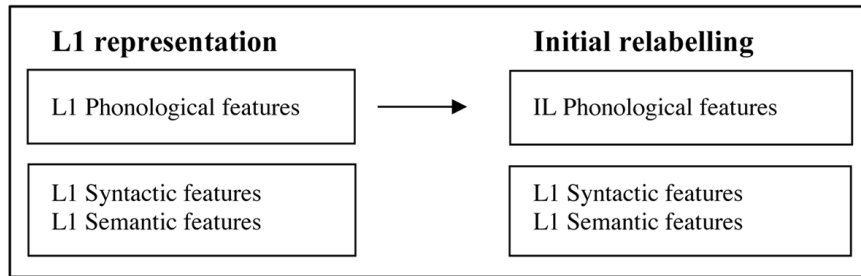 L1 representation
L1 Phonological features
L1 Syntactic features
L1 Semantic features
Initial relabelling
IL Phonological features
L1 Syntactic features
L1 Semantic features